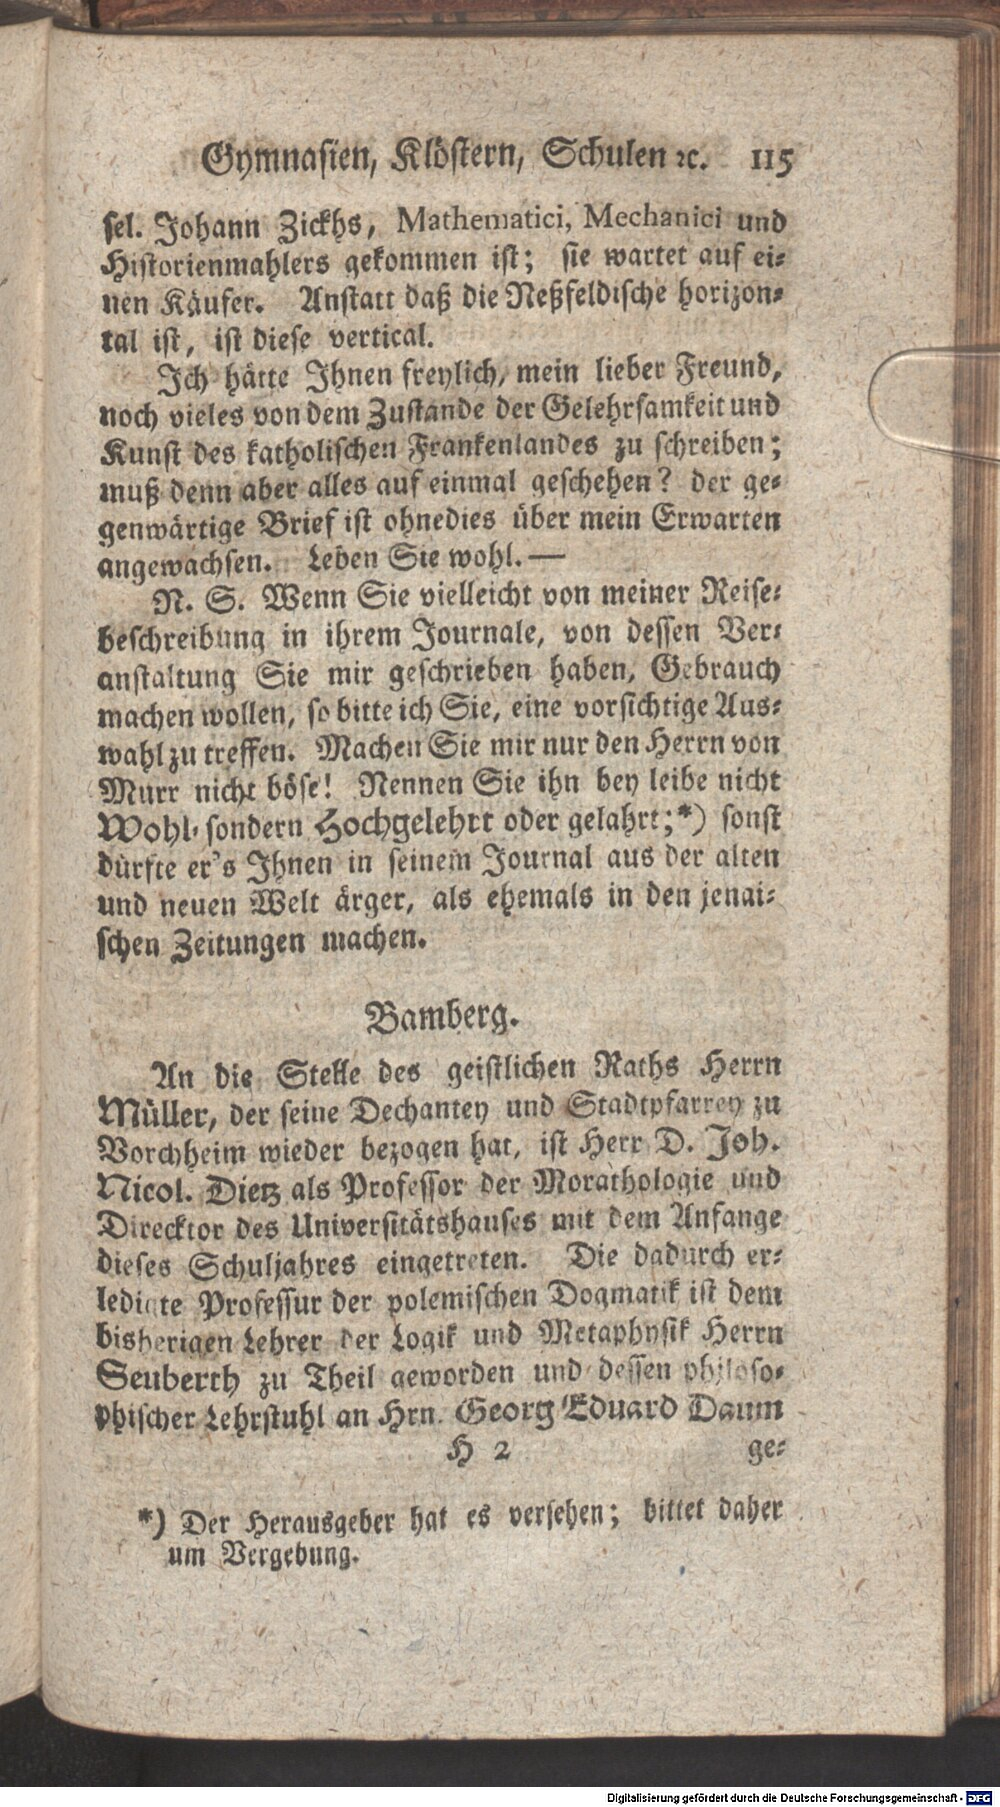 Gymnasien, Klöstern, Schulen ꝛc. 115
sel. Johann Zickhs, Mathematici, Mechanici und
Historienmahlers gekommen ist; sie wartet auf ei-
nen Käufer. Anstatt daß die Neßfeldische horizon-
tal ist, ist diese vertical.
Ich hätte Ihnen freylich, mein lieber Freund,
noch vieles von dem Zustande der Gelehrsamkeit und
Kunst des katholischen Frankenlandes zu schreiben;
muß denn aber alles auf einmal geschehen? der ge-
genwärtige Brief ist ohnedies über mein Erwarten
angewachsen. Leben Sie wohl. —
N. S. Wenn Sie vielleicht von meiner Reise-
beschreibung in ihrem Journale, von dessen Ver-
anstaltung Sie mir geschrieben haben, Gebrauch
machen wollen, so bitte ich Sie, eine vorsichtige Aus-
wahl zu treffen. Machen Sie mir nur den Herrn von
Murr nicht böse! Nennen Sie ihn bey leibe nicht
Wohl- sondern Hochgelehrt oder gelahrt;*) sonst
dürfte er's Ihnen in seinem Journal aus der alten
und neuen Welt ärger, als ehemals in den jenai-
schen Zeitungen machen.
Bamberg.
An die Stelle des geistlichen Raths Herrn
Müller, der seine Dechantey und Stadtpfarrey zu
Vorchheim wieder bezogen hat, ist Herr D. Joh.
Nicol. Dietz als Professor der Morathologie und
Direcktor des Universitätshauses mit dem Anfange
dieses Schuljahres eingetreten. Die dadurch er-
ledigte Professur der polemischen Dogmatik ist dem
bisherigen Lehrer der Logik und Metaphysik Herrn
Seuberth zu Theil geworden und dessen philoso-
phischer Lehrstuhl an Hrn. Georg Eduard Daum
H 2 ge-
*) Der Herausgeber hat es versehen; bittet daher
um Vergebung.
Digitalisierung gefördert durch die Deutsche Forschungsgemeinschaft - DFG